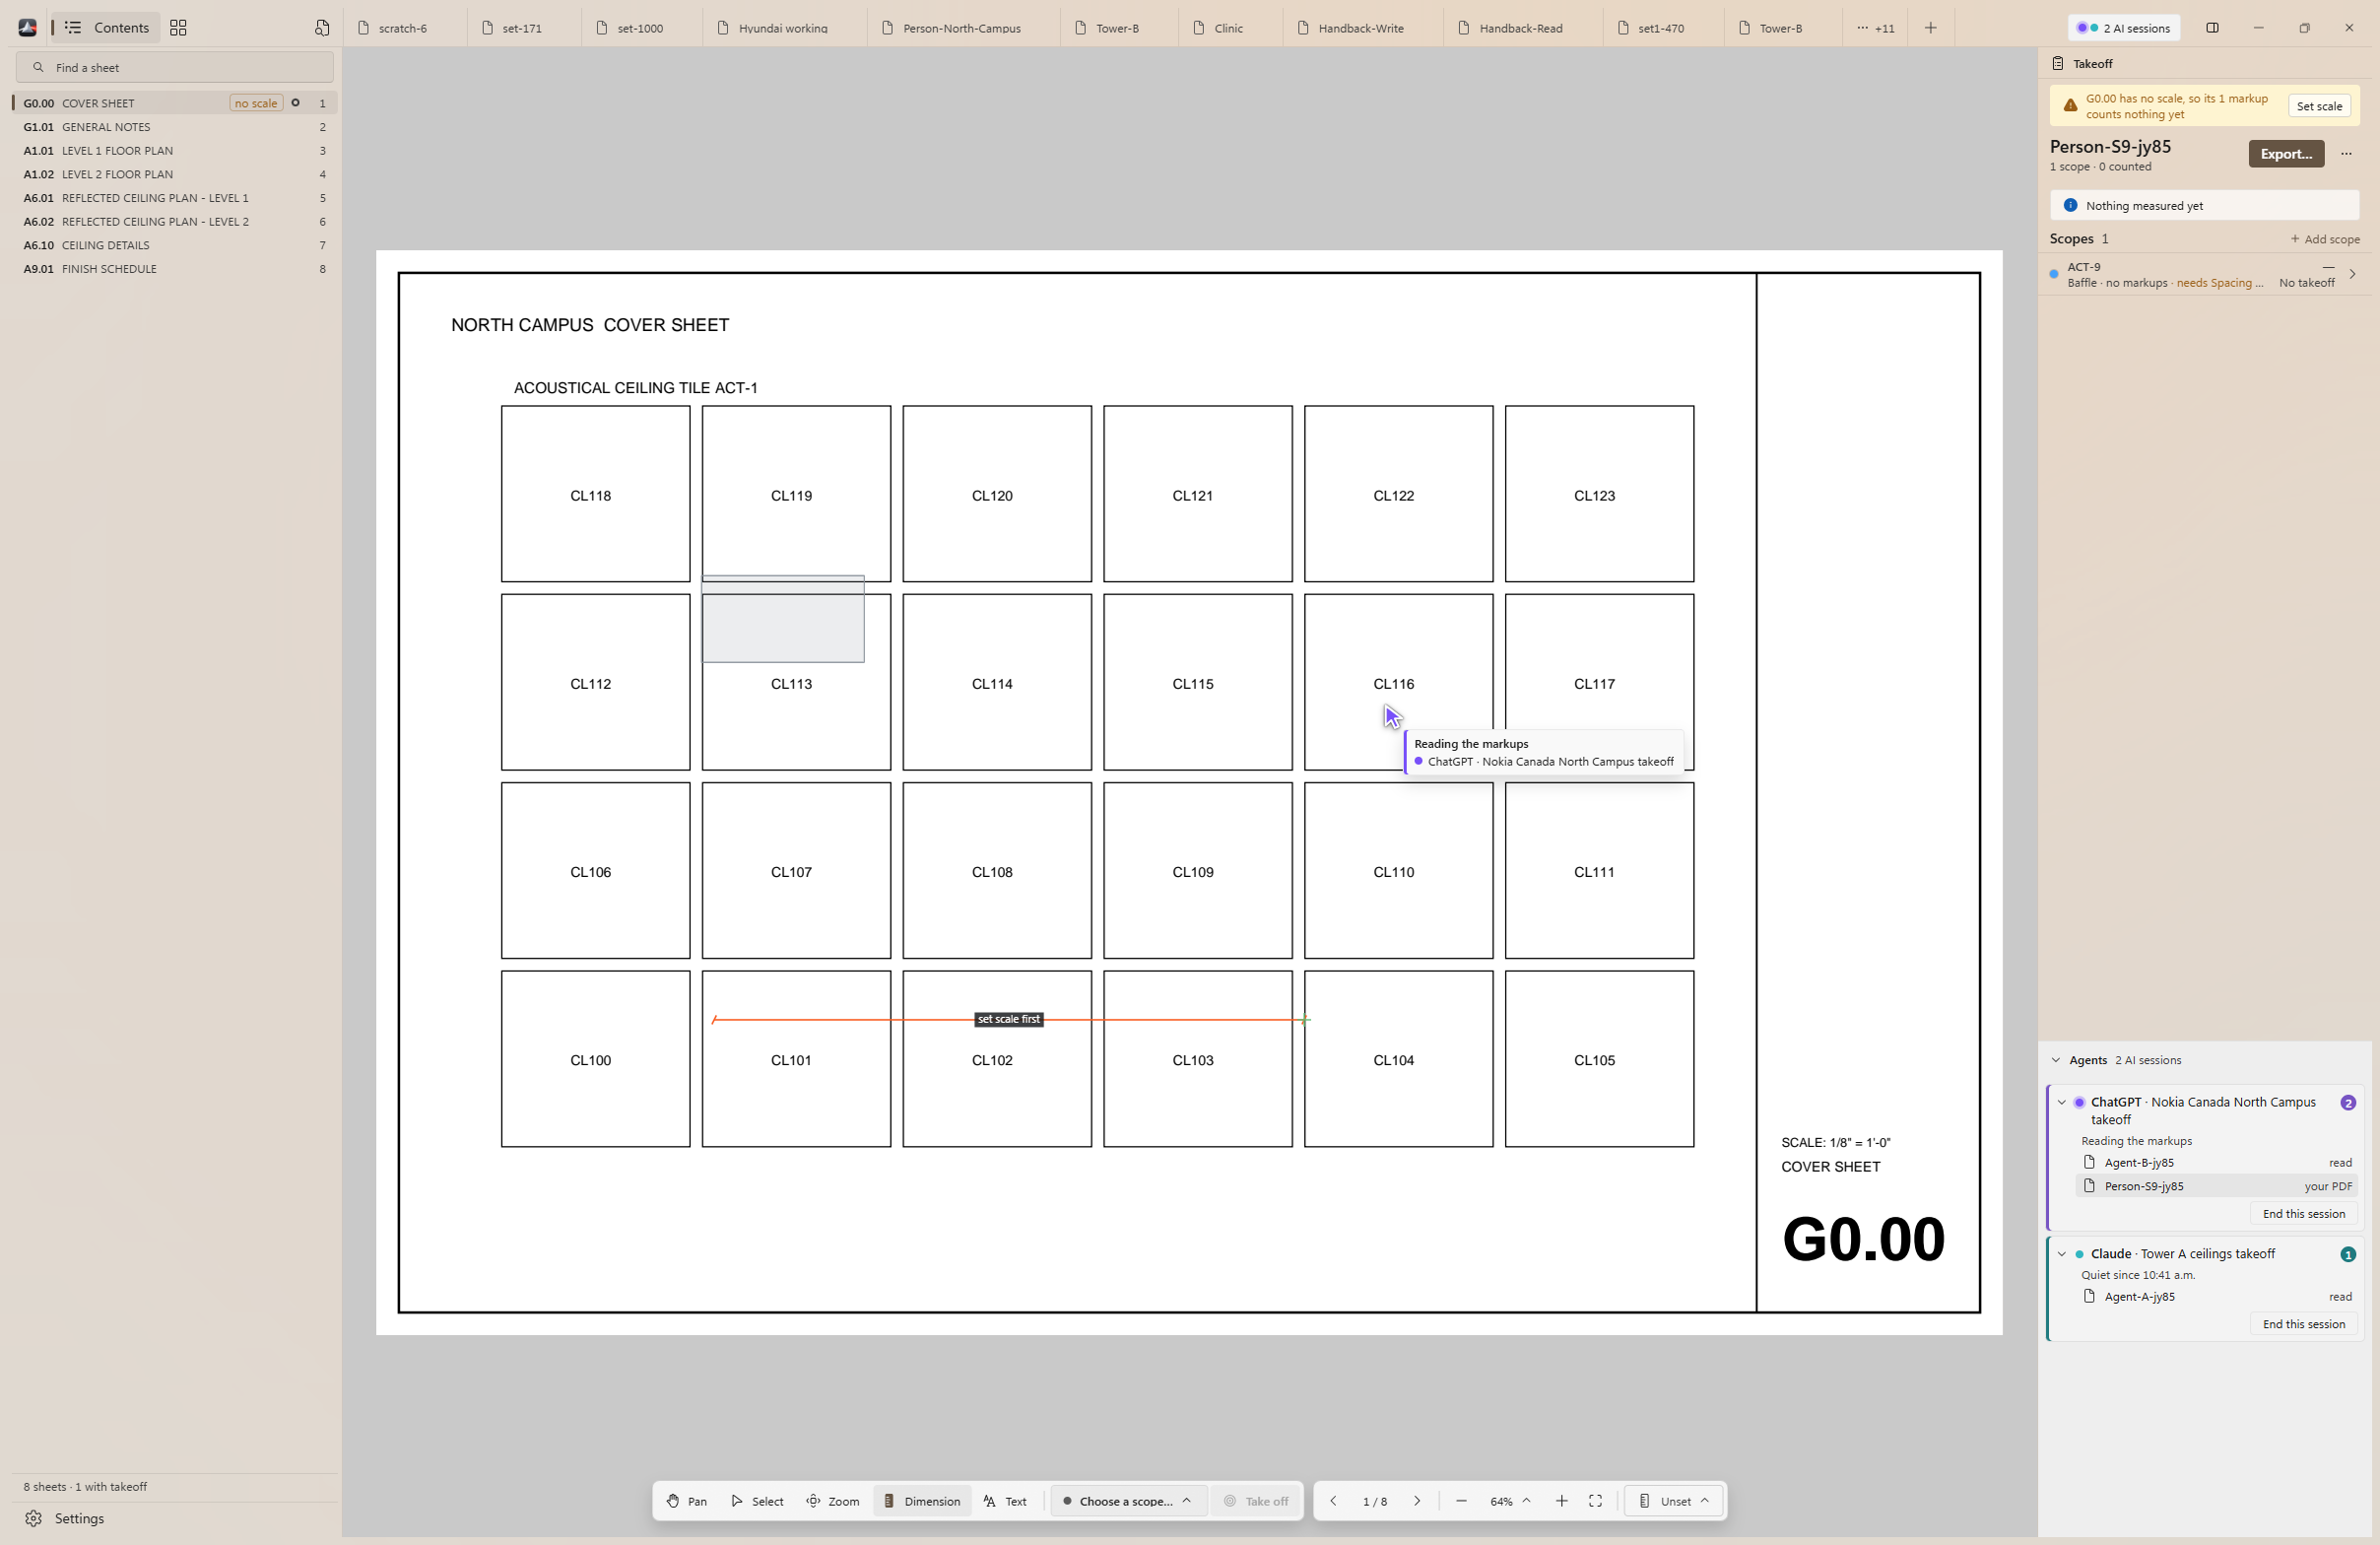 Contents
scratch-6
set-171
set-1000
Hyundai working
Person-North-Campus
Tower-B
Clinic
Handback-Write
Handback-Read
set1-470
Tower-B
··· +11
2 AI sessions
Find a sheet
G0.00 COVER SHEET no scale 1
G1.01 GENERAL NOTES 2
A1.01 LEVEL 1 FLOOR PLAN 3
A1.02 LEVEL 2 FLOOR PLAN 4
A6.01 REFLECTED CEILING PLAN - LEVEL 1 5
A6.02 REFLECTED CEILING PLAN - LEVEL 2 6
A6.10 CEILING DETAILS 7
A9.01 FINISH SCHEDULE 8
8 sheets · 1 with takeoff
Settings
NORTH CAMPUS  COVER SHEET
ACOUSTICAL CEILING TILE ACT-1
CL118 CL119 CL120 CL121 CL122 CL123
CL112 CL113 CL114 CL115 CL116 CL117
Reading the markups
ChatGPT · Nokia Canada North Campus takeoff
CL106 CL107 CL108 CL109 CL110 CL111
set scale first
CL100 CL101 CL102 CL103 CL104 CL105
SCALE: 1/8" = 1'-0"
COVER SHEET
G0.00
Pan Select Zoom Dimension Text Choose a scope... Take off
1 / 8 64% Unset
Takeoff
G0.00 has no scale, so its 1 markup
counts nothing yet
Set scale
Person-S9-jy85
1 scope · 0 counted
Export...
Nothing measured yet
Scopes 1
+ Add scope
ACT-9 —
Baffle · no markups · needs Spacing ... No takeoff
Agents 2 AI sessions
ChatGPT · Nokia Canada North Campus 2
takeoff
Reading the markups
Agent-B-jy85 read
Person-S9-jy85 your PDF
End this session
Claude · Tower A ceilings takeoff 1
Quiet since 10:41 a.m.
Agent-A-jy85 read
End this session